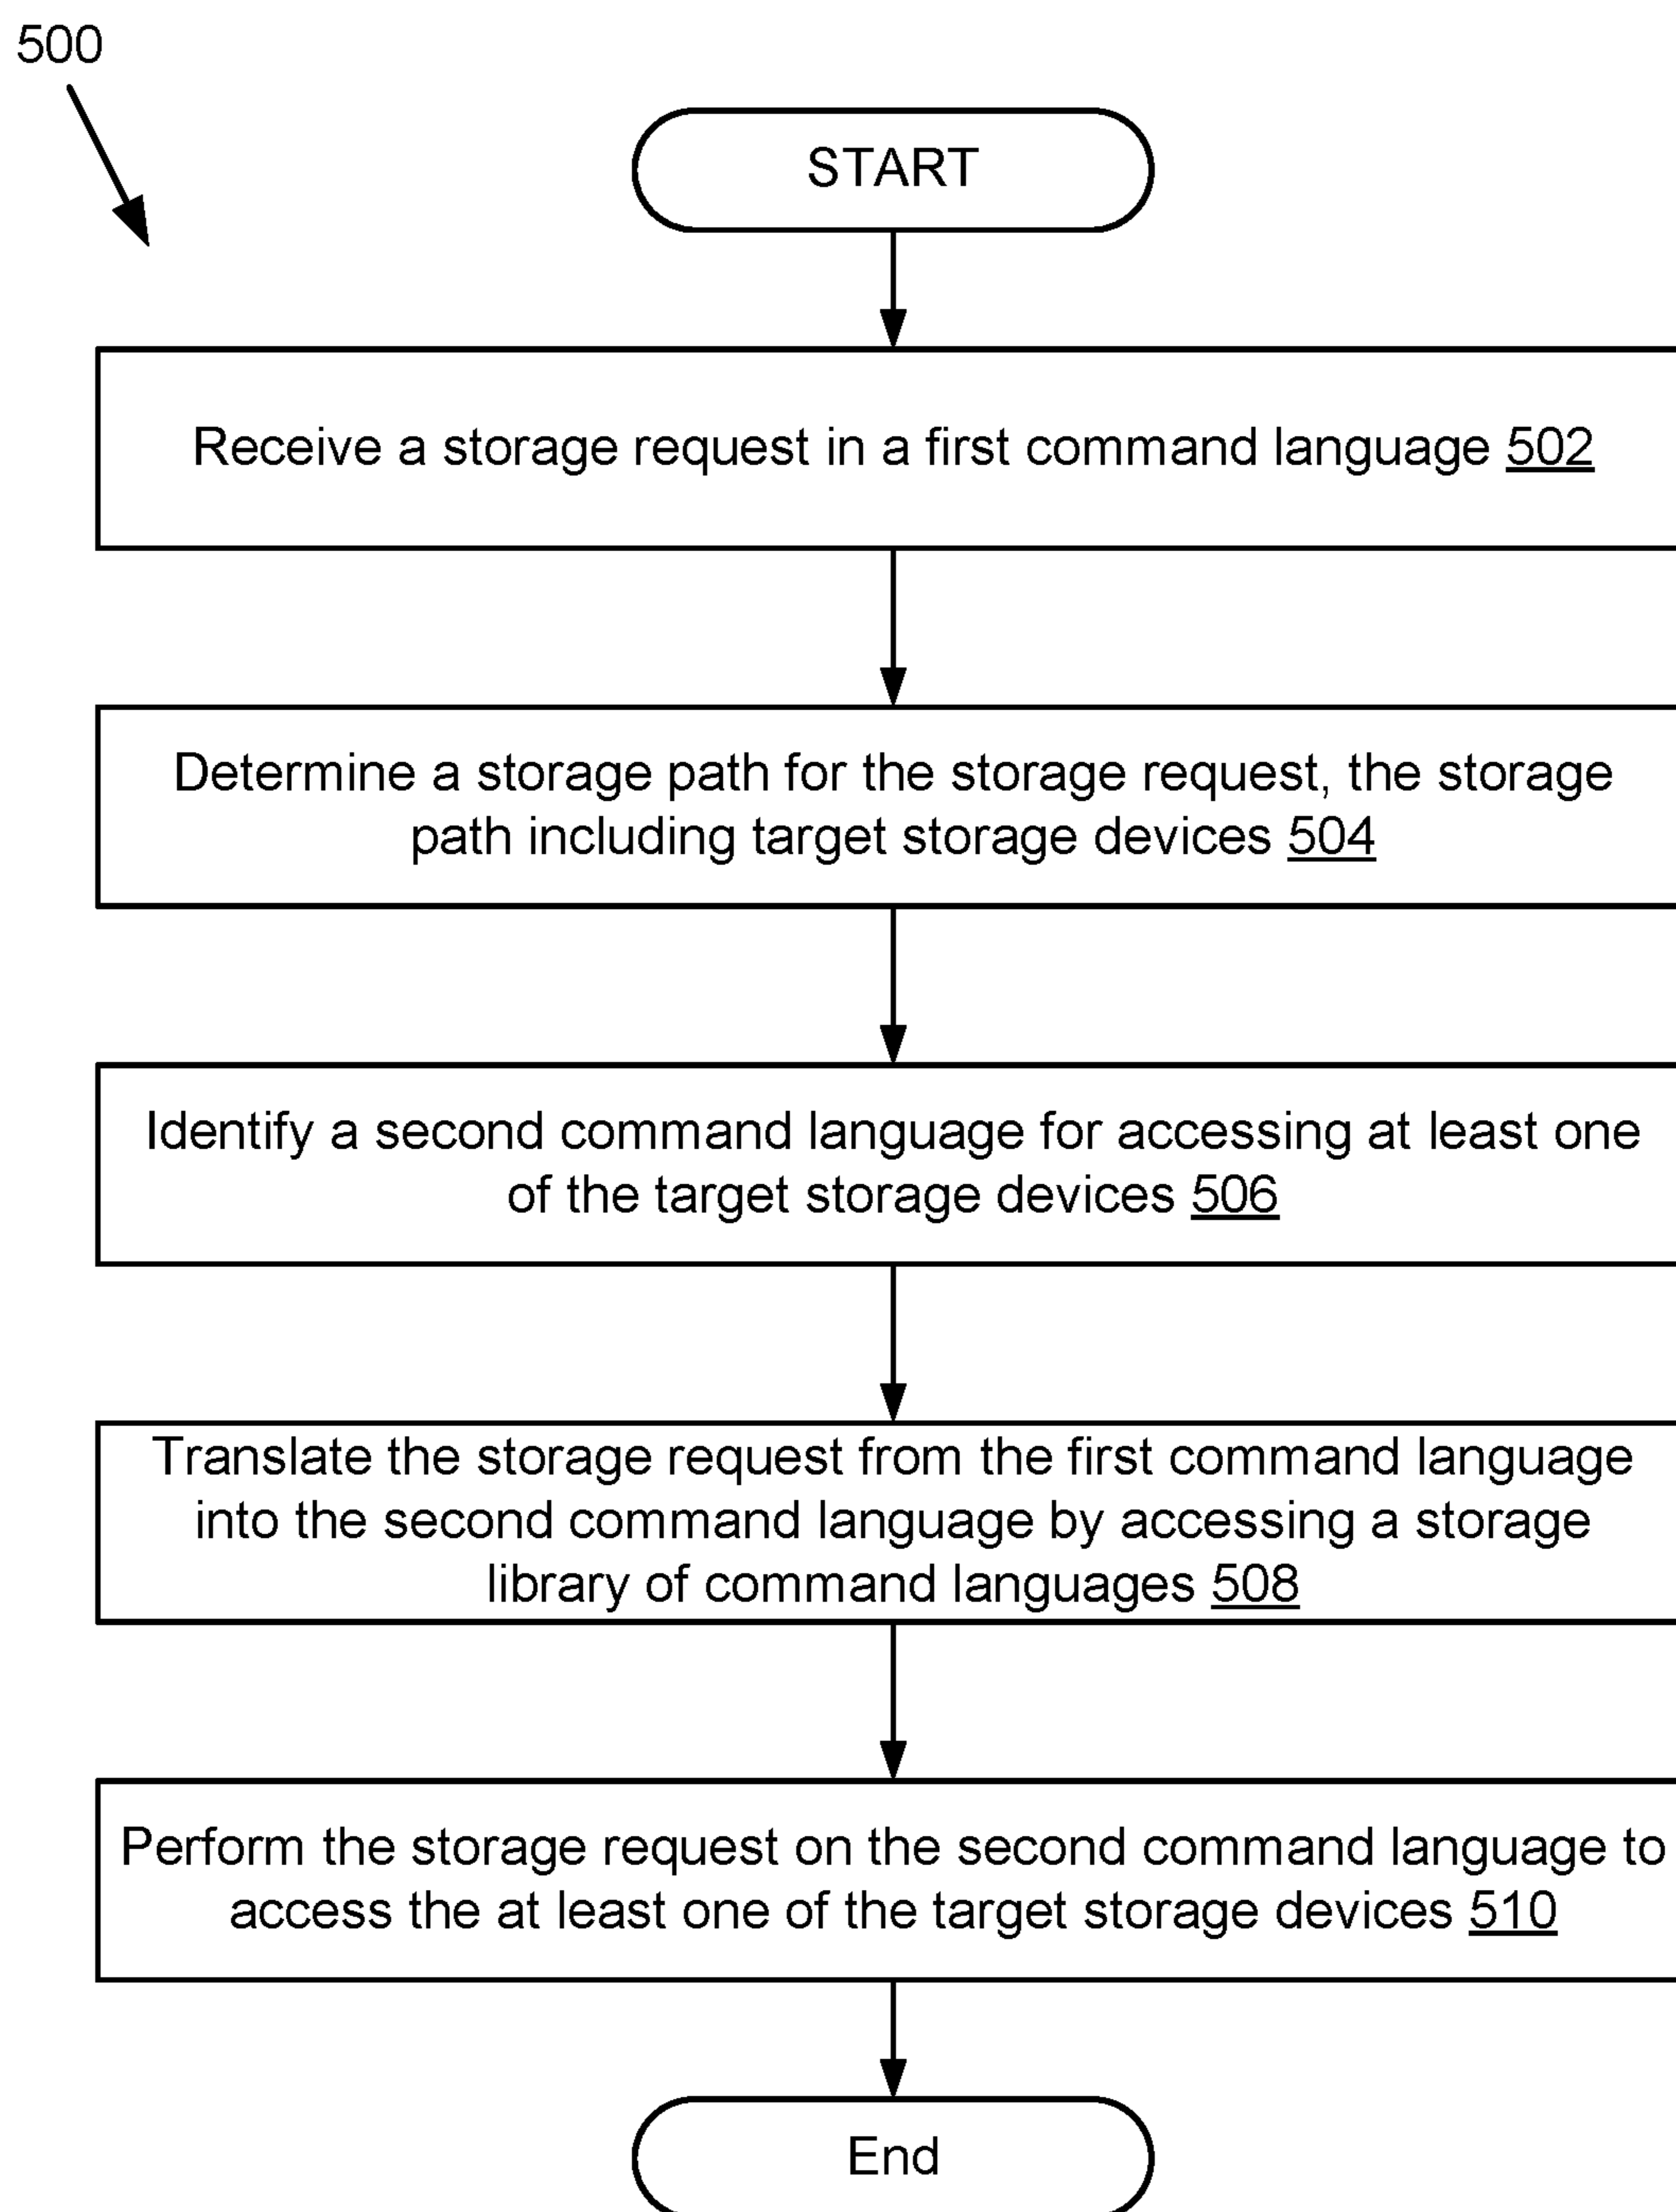 500
START
Receive a storage request in a first command language 502
Determine a storage path for the storage request, the storage
path including target storage devices 504
Identify a second command language for accessing at least one
of the target storage devices 506
Translate the storage request from the first command language
into the second command language by accessing a storage
library of command languages 508
Perform the storage request on the second command language to
access the at least one of the target storage devices 510
End